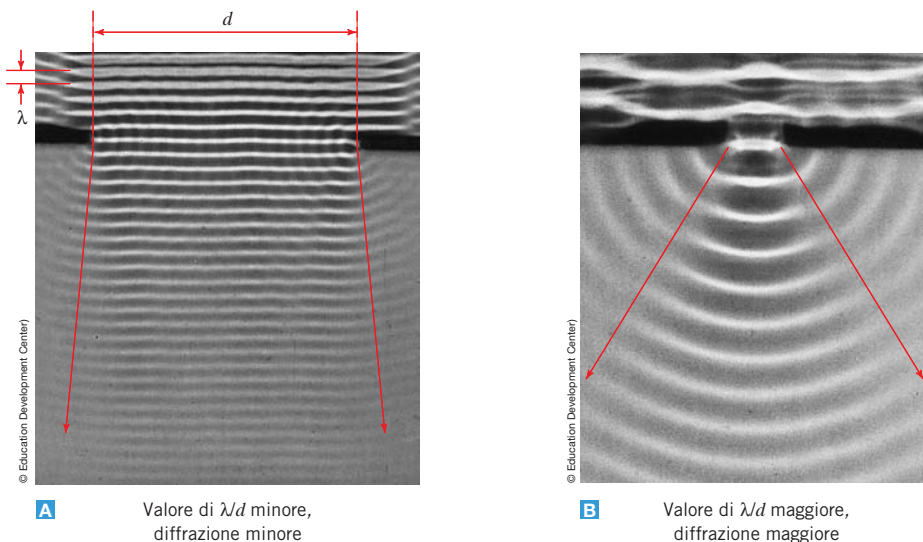 d
λ
© Education Development Center)
A
Valore di λ/d minore,
diffrazione minore
© Education Development Center)
B
Valore di λ/d maggiore,
diffrazione maggiore